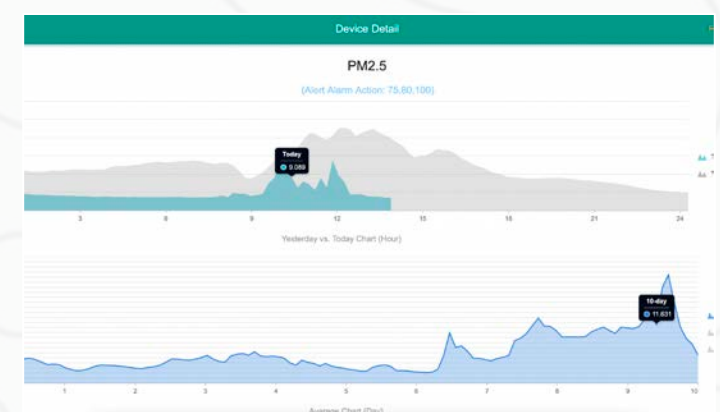 Device Detail
PM2.5
(Alert Alarm Action: 75,80,100)
Today
9.089
3 6 9 12 15 18 21 24
Yesterday vs. Today Chart (Hour)
10-day
11.631
1 2 3 4 5 6 7 8 9 10
Average Chart (Day)